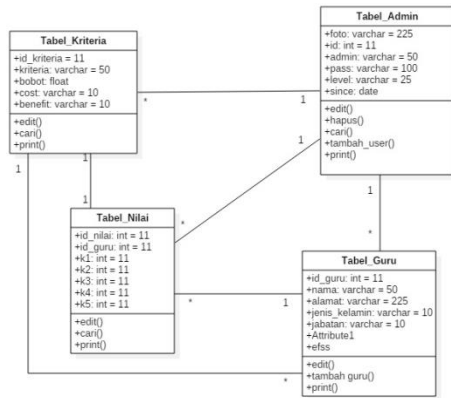 Tabel_Kriteria
+id_kriteria = 11
+kriteria: varchar = 50
+bobot: float
+cost: varchar = 10
+benefit: varchar = 10
+edit()
+cari()
+print()
Tabel_Admin
+foto: varchar = 225
+id: int = 11
+admin: varchar = 50
+pass: varchar = 100
+level: varchar = 25
+since: date
+edit()
+hapus()
+cari()
+tambah_user()
+print()
*
1
1
1
1
*
1
1
*
Tabel_Nilai
+id_nilai: int = 11
+id_guru: int = 11
+k1: int = 11
+k2: int = 11
+k3: int = 11
+k4: int = 11
+k5: int = 11
+edit()
+cari()
+print()
*
1
*
Tabel_Guru
+id_guru: int = 11
+nama: varchar = 50
+alamat: varchar = 225
+jenis_kelamin: varchar = 10
+jabatan: varchar = 10
+Attribute1
+efss
+edit()
+tambah guru()
+print()